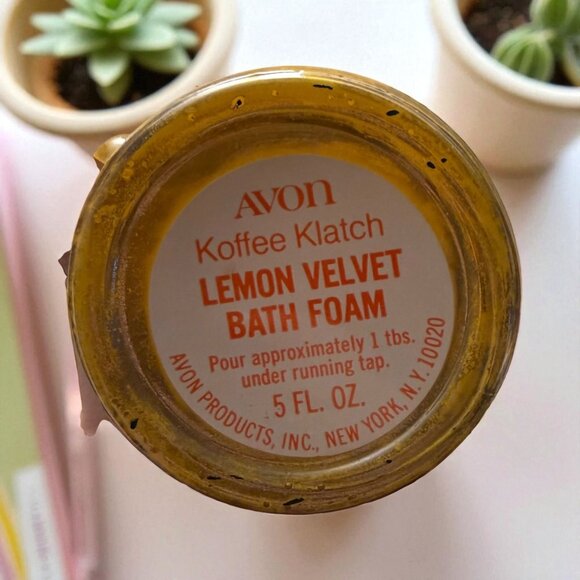 AVON
Koffee Klatch
LEMON VELVET
BATH FOAM
Pour approximately 1 tbs.
under running tap.
5 FL. OZ.
AVON PRODUCTS, INC., NEW YORK, N.Y. 10020